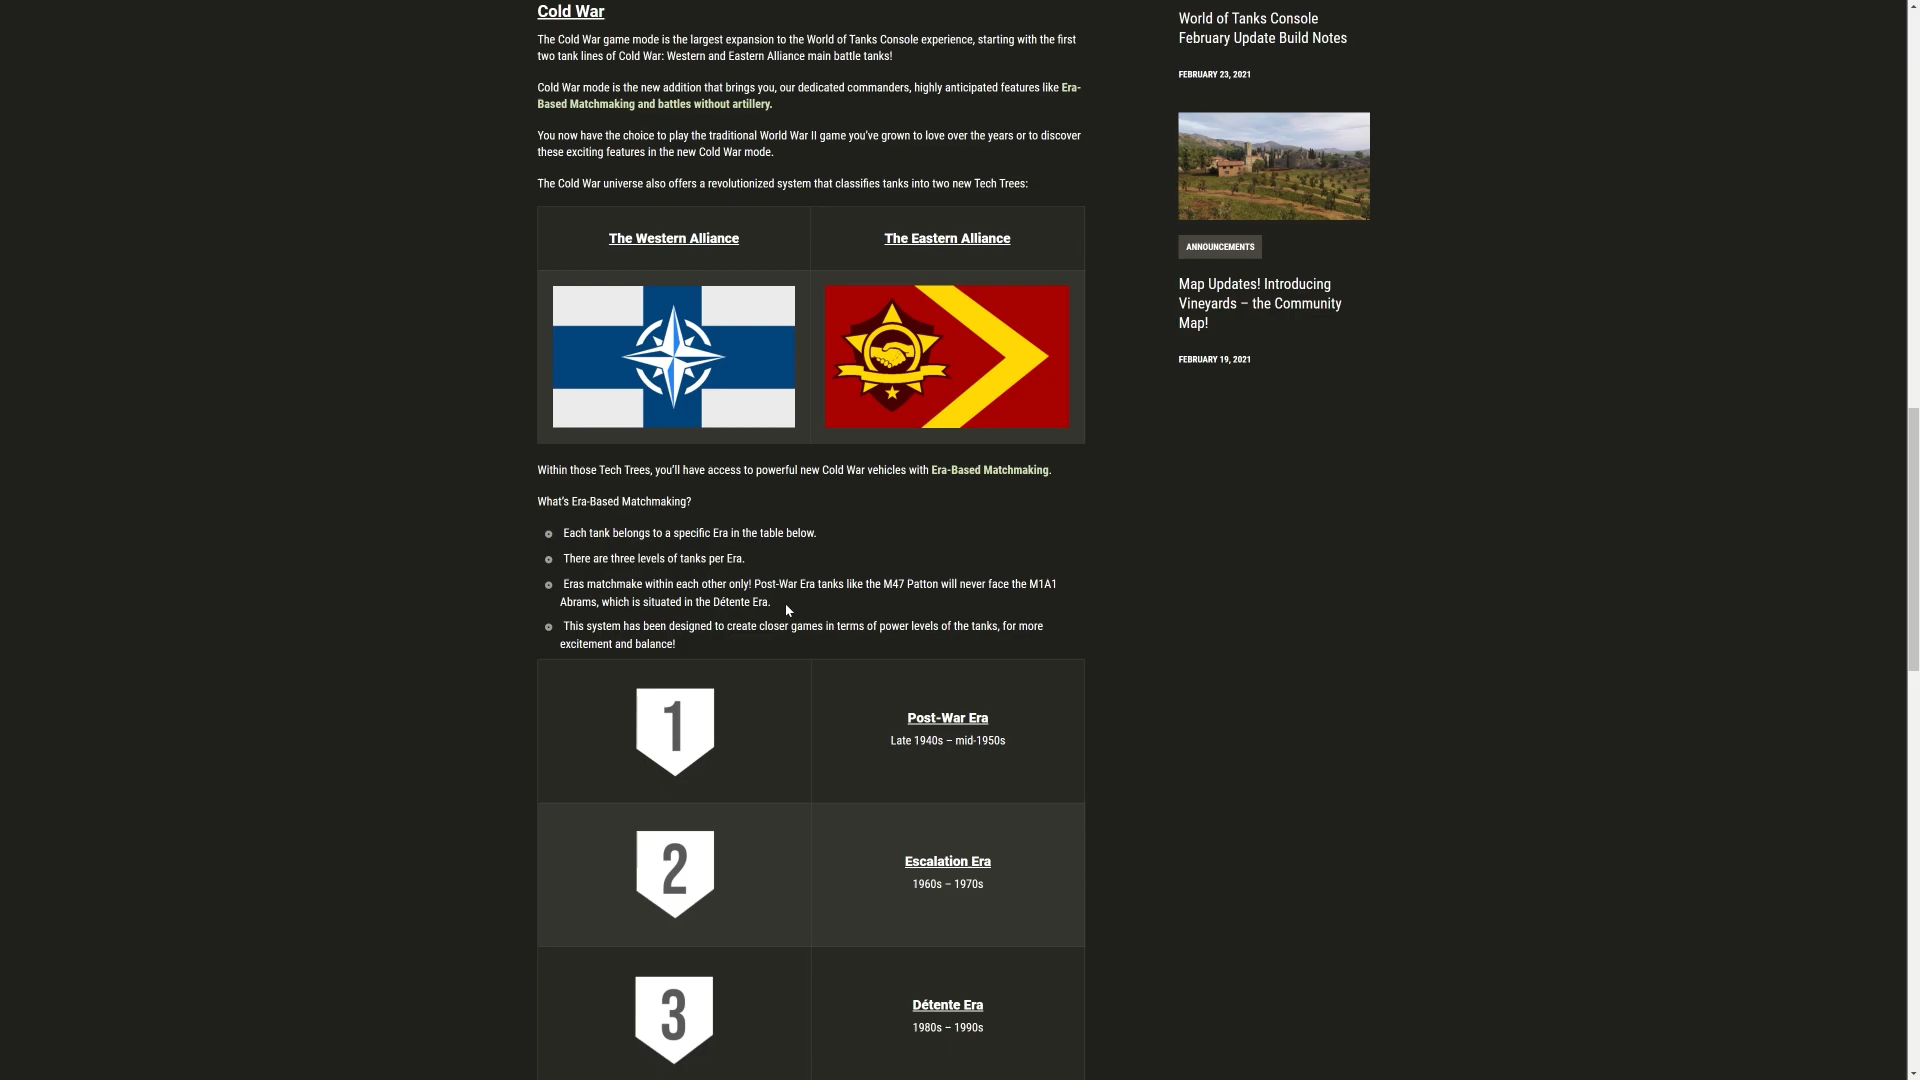 Cold War
The Cold War game mode is the largest expansion to the World of Tanks Console experience, starting with the first
two tank lines of Cold War: Western and Eastern Alliance main battle tanks!
Cold War mode is the new addition that brings you, our dedicated commanders, highly anticipated features like Era-
Based Matchmaking and battles without artillery.
You now have the choice to play the traditional World War II game you've grown to love over the years or to discover
these exciting features in the new Cold War mode.
The Cold War universe also offers a revolutionized system that classifies tanks into two new Tech Trees:
The Western Alliance
The Eastern Alliance
Within those Tech Trees, you'll have access to powerful new Cold War vehicles with Era-Based Matchmaking.
What's Era-Based Matchmaking?
Each tank belongs to a specific Era in the table below.
There are three levels of tanks per Era.
Eras matchmake within each other only! Post-War Era tanks like the M47 Patton will never face the M1A1
Abrams, which is situated in the Détente Era.
This system has been designed to create closer games in terms of power levels of the tanks, for more
excitement and balance!
1
Post-War Era
Late 1940s – mid-1950s
2
Escalation Era
1960s – 1970s
3
Détente Era
1980s – 1990s
World of Tanks Console
February Update Build Notes
FEBRUARY 23, 2021
ANNOUNCEMENTS
Map Updates! Introducing
Vineyards – the Community
Map!
FEBRUARY 19, 2021